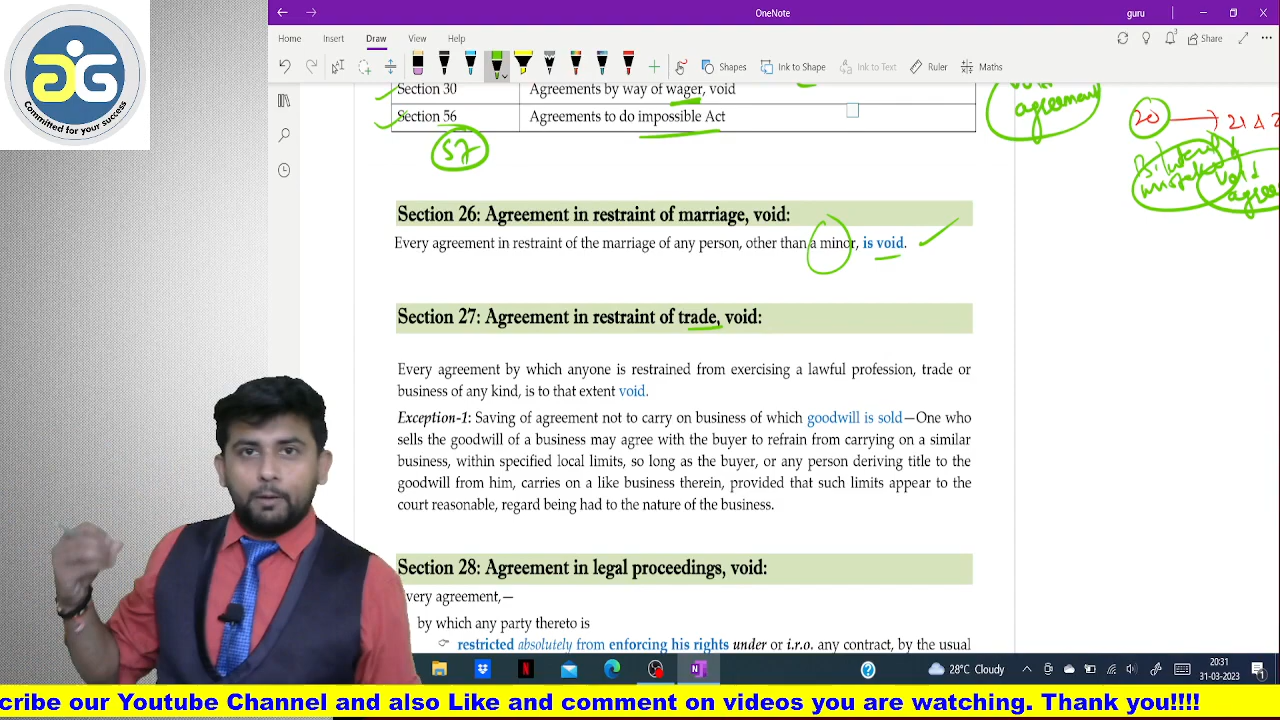 OneNote
guru
Committed for your success
GG
Home Insert Draw View Help
Share
Shapes Ink to Shape Ink to Text Ruler Maths
Section 30 Agreements by way of wager, void
Section 56 Agreements to do impossible Act
agreement
57
20 21 &
Bilateral
void
Section 26: Agreement in restraint of marriage, void:
Every agreement in restraint of the marriage of any person, other than a minor, is void.
Section 27: Agreement in restraint of trade, void:
Every agreement by which anyone is restrained from exercising a lawful profession, trade or
business of any kind, is to that extent void.
Exception-1: Saving of agreement not to carry on business of which goodwill is sold—One who
sells the goodwill of a business may agree with the buyer to refrain from carrying on a similar
business, within specified local limits, so long as the buyer, or any person deriving title to the
goodwill from him, carries on a like business therein, provided that such limits appear to the
court reasonable, regard being had to the nature of the business.
Section 28: Agreement in legal proceedings, void:
very agreement,—
by which any party thereto is
☞ restricted absolutely from enforcing his rights under or i.r.o. any contract, by the usual
28°C Cloudy
20:31
31-03-2023
cribe our Youtube Channel and also Like and comment on videos you are watching. Thank you!!!!